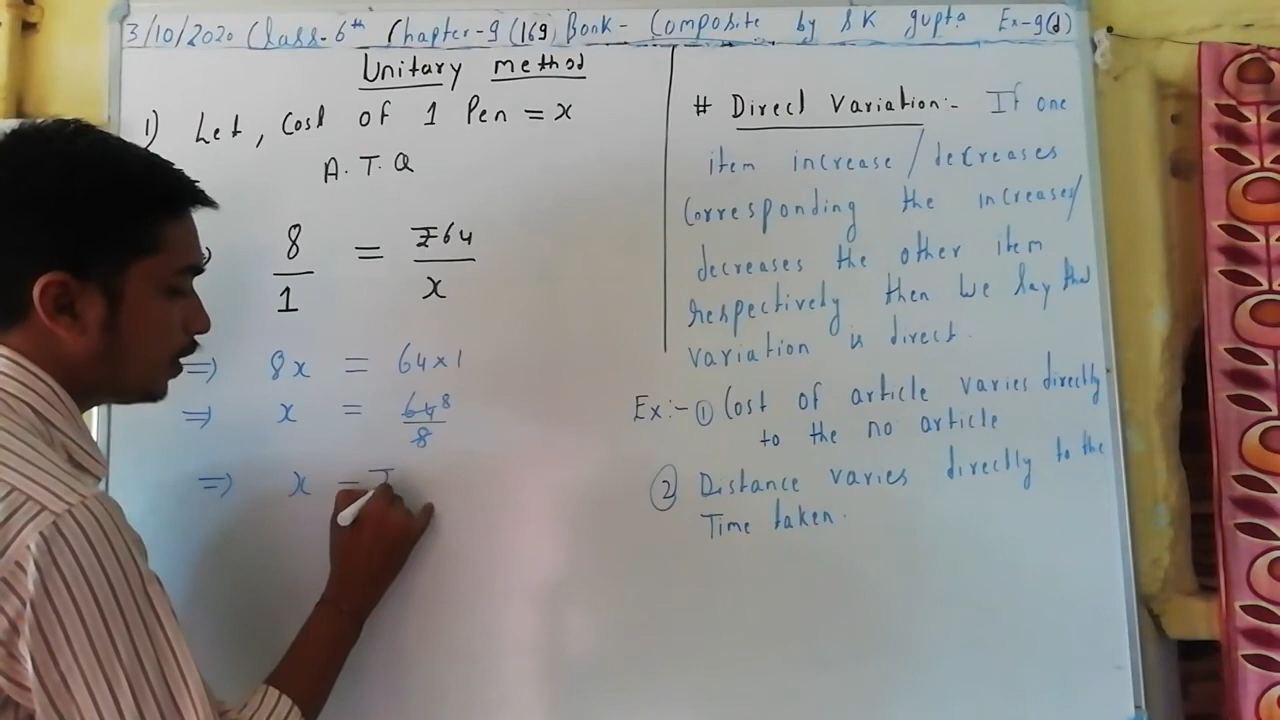 3/10/2020 Class-6th Chapter-9 (169) Book- Composite by S K gupta Ex-9(d)
Unitary method
1) Let, Cost of 1 Pen = x
A.T.Q
8/1 = ₹64/x
⇒ 8x = 64×1
⇒ x = 64/8 8
⇒ x = ₹
# Direct Variation:- If one
item increase/decreases
Corresponding the increases/
decreases the other item
respectively then we say that
variation is direct.
Ex:- ① Cost of article varies directly
to the no article
② Distance varies directly to the
Time taken.